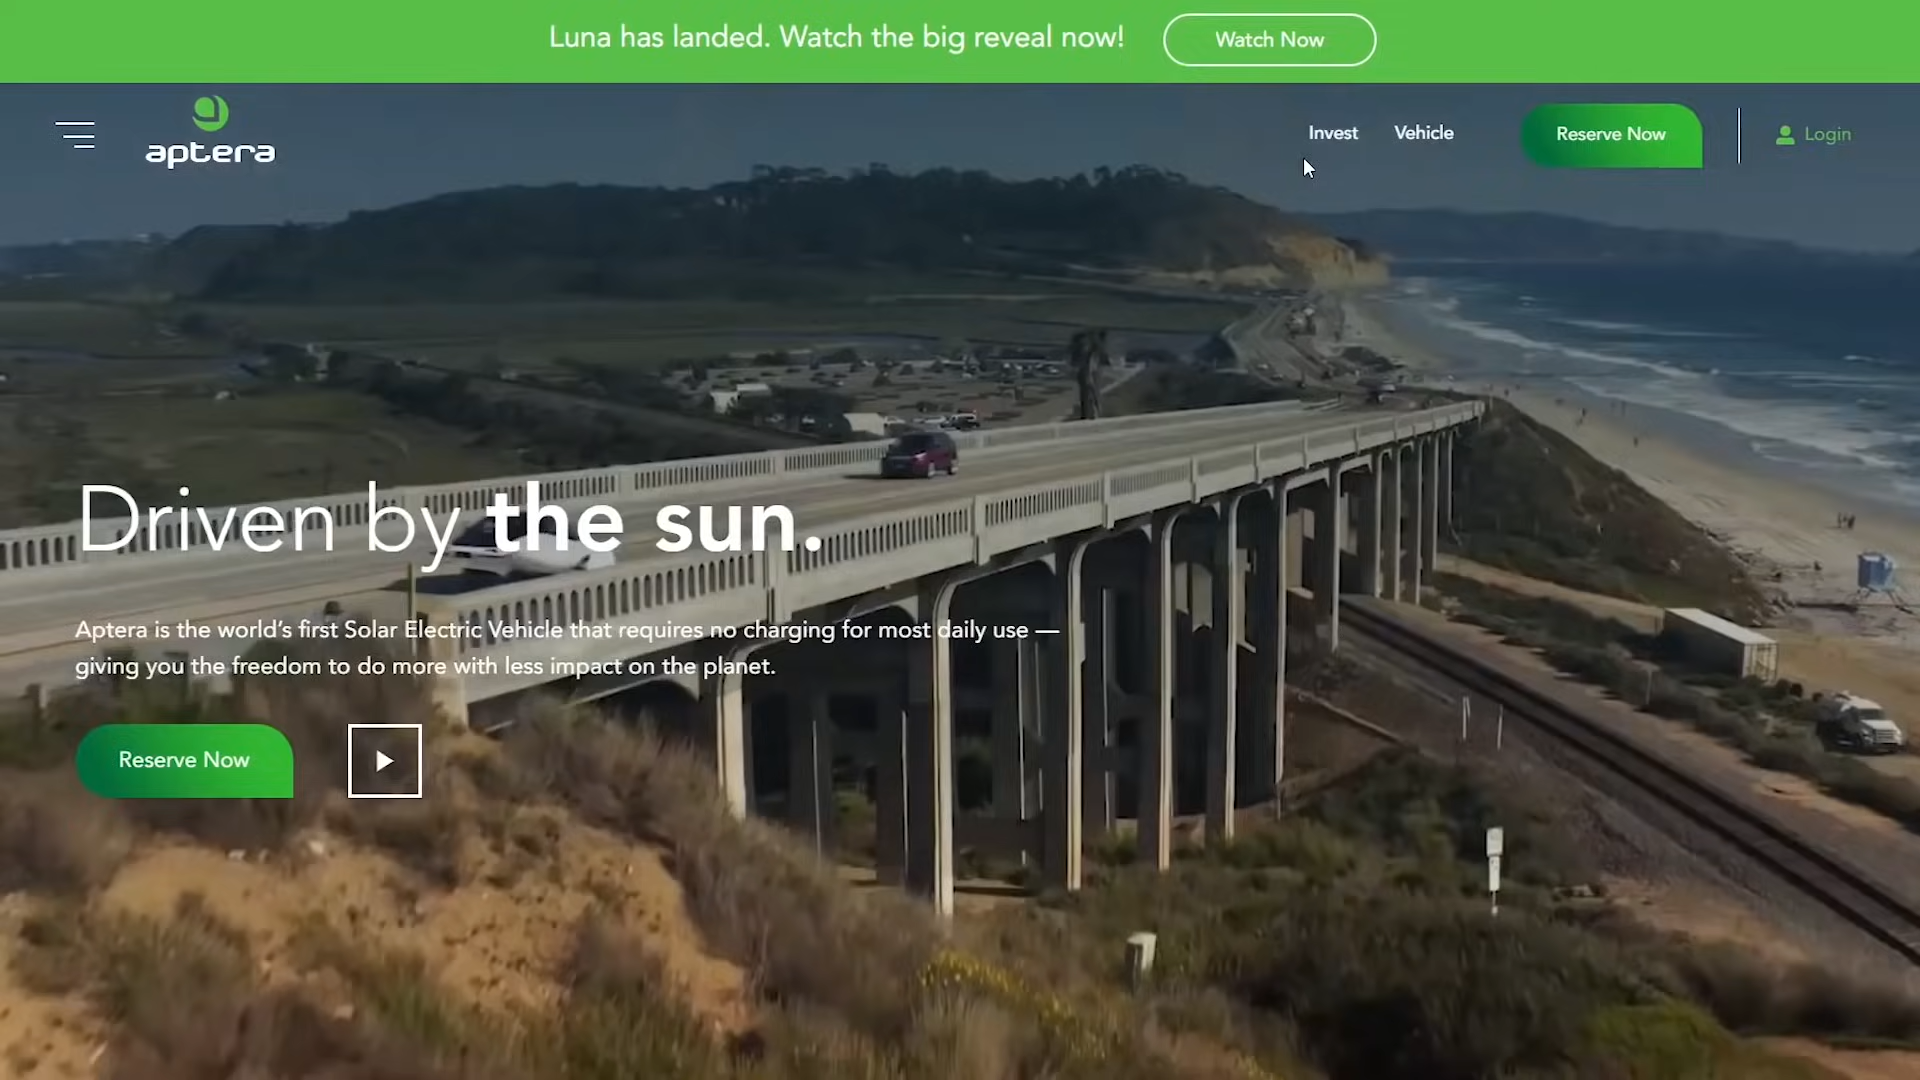 Luna has landed. Watch the big reveal now!
Watch Now
aptera
Invest
Vehicle
Reserve Now
Login
Driven by the sun.
Aptera is the world's first Solar Electric Vehicle that requires no charging for most daily use —
giving you the freedom to do more with less impact on the planet.
Reserve Now